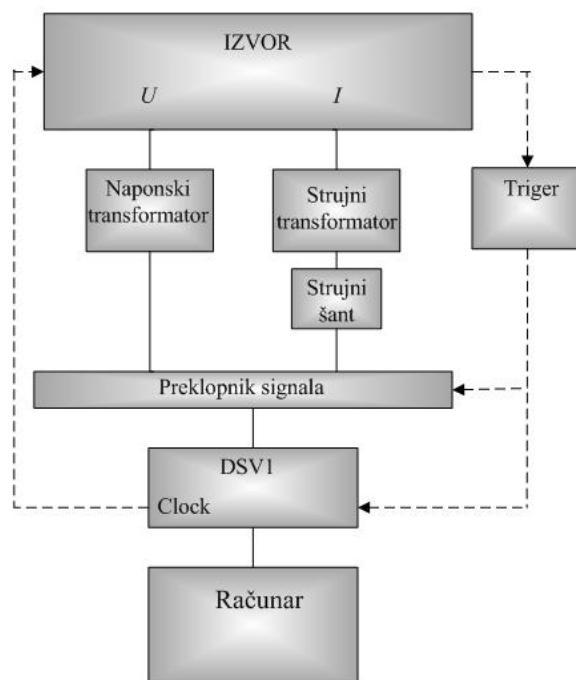 IZVOR
U I
Naponski
transformator
Strujni
transformator
Triger
Strujni
šant
Preklopnik signala
DSV1
Clock
Računar